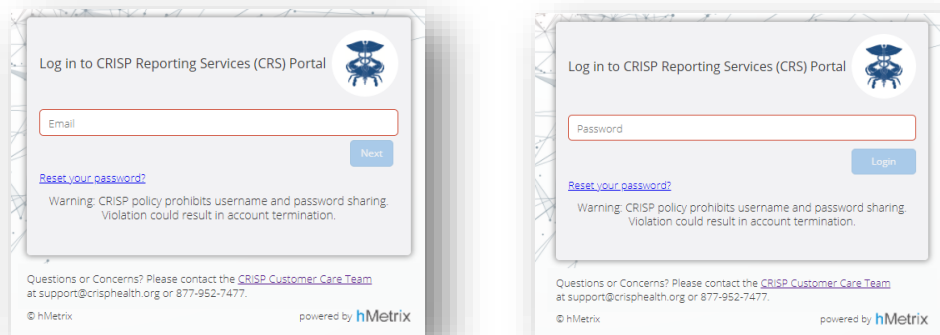 Log in to CRISP Reporting Services (CRS) Portal
Email
Next
Reset your password?
Warning: CRISP policy prohibits username and password sharing.
Violation could result in account termination.
Questions or Concerns? Please contact the CRISP Customer Care Team
at support@crisphealth.org or 877-952-7477.
© hMetrix
powered by hMetrix
Log in to CRISP Reporting Services (CRS) Portal
Password
Login
Reset your password?
Warning: CRISP policy prohibits username and password sharing.
Violation could result in account termination.
Questions or Concerns? Please contact the CRISP Customer Care Team
at support@crisphealth.org or 877-952-7477.
© hMetrix
powered by hMetrix